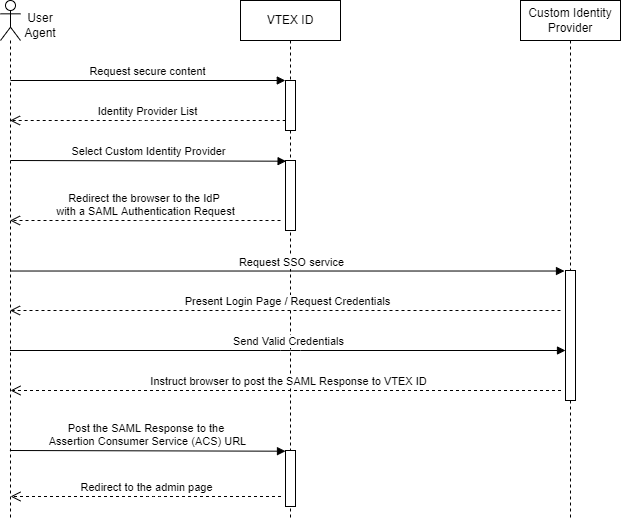 User
Agent
VTEX ID
Custom Identity
Provider
Request secure content
Identity Provider List
Select Custom Identity Provider
Redirect the browser to the IdP
with a SAML Authentication Request
Request SSO service
Present Login Page / Request Credentials
Send Valid Credentials
Instruct browser to post the SAML Response to VTEX ID
Post the SAML Response to the
Assertion Consumer Service (ACS) URL
Redirect to the admin page